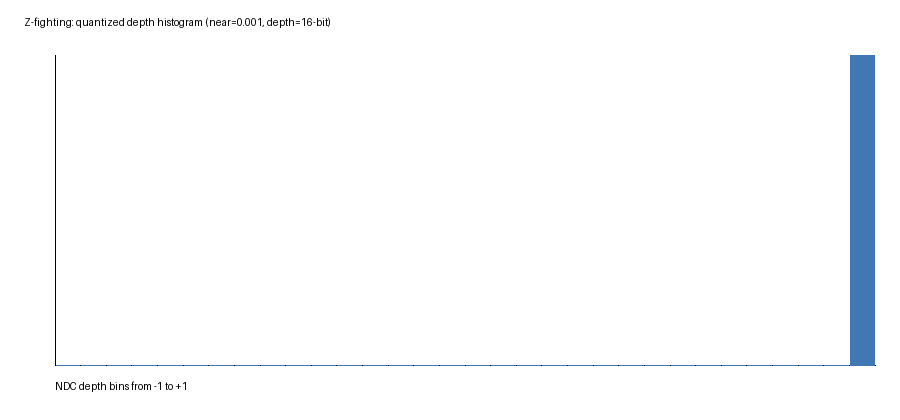 Z-fighting: quantized depth histogram (near=0.001, depth=16-bit)
NDC depth bins from -1 to +1